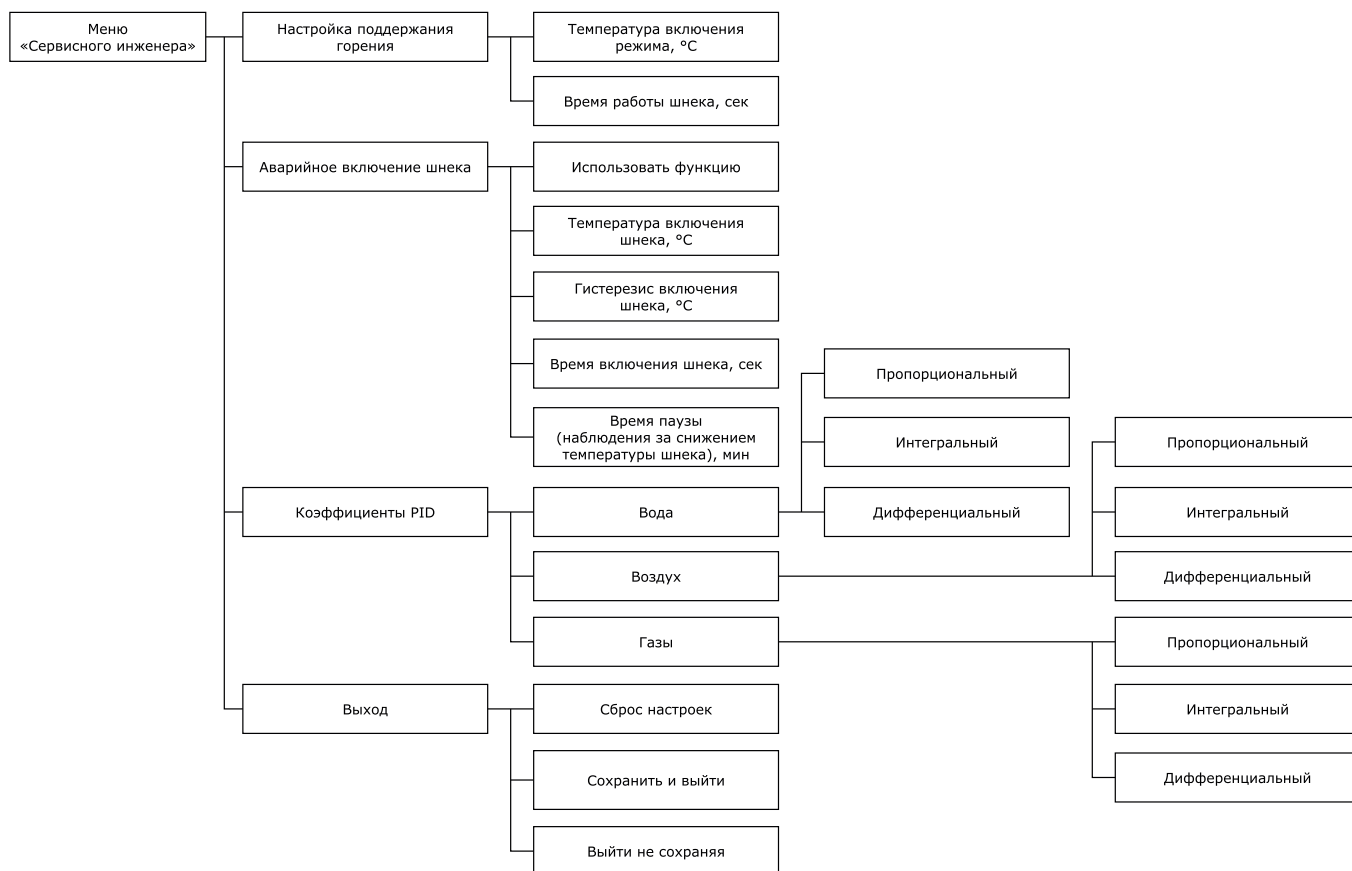 Меню
«Сервисного инженера»
Настройка поддержания
горения
Температура включения
режима, °C
Время работы шнека, сек
Аварийное включение шнека
Использовать функцию
Температура включения
шнека, °C
Гистерезис включения
шнека, °C
Время включения шнека, сек
Время паузы
(наблюдения за снижением
температуры шнека), мин
Коэффициенты PID
Вода
Пропорциональный
Интегральный
Дифференциальный
Воздух
Пропорциональный
Интегральный
Дифференциальный
Газы
Пропорциональный
Интегральный
Дифференциальный
Выход
Сброс настроек
Сохранить и выйти
Выйти не сохраняя